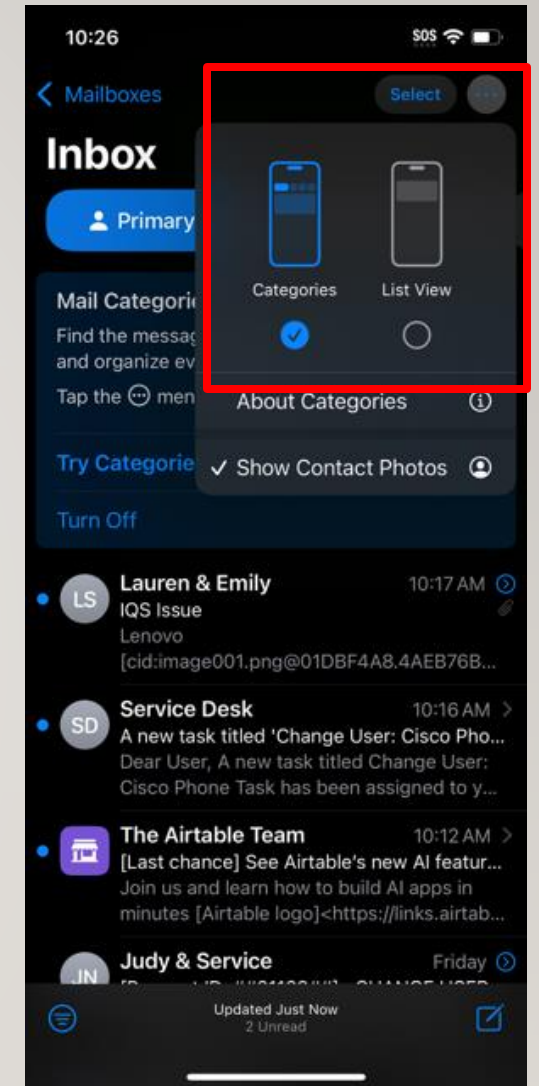 10:26
SOS
Mailboxes
Select
Inbox
Primary
Categories
List View
Mail Categorie
Find the messag
and organize ev
Tap the
men
About Categories
Try Categorie
Show Contact Photos
Turn Off
LS
Lauren & Emily
10:17 AM
IQS Issue
Lenovo
[cid:image001.png@01DBF4A8.4AEB76B...
SD
Service Desk
10:16 AM
A new task titled 'Change User: Cisco Pho...
Dear User, A new task titled Change User:
Cisco Phone Task has been assigned to y...
The Airtable Team
10:12 AM
[Last chance] See Airtable's new AI featur...
Join us and learn how to build AI apps in
minutes [Airtable logo]<https://links.airtab...
JN
Judy & Service
Friday
Updated Just Now
2 Unread